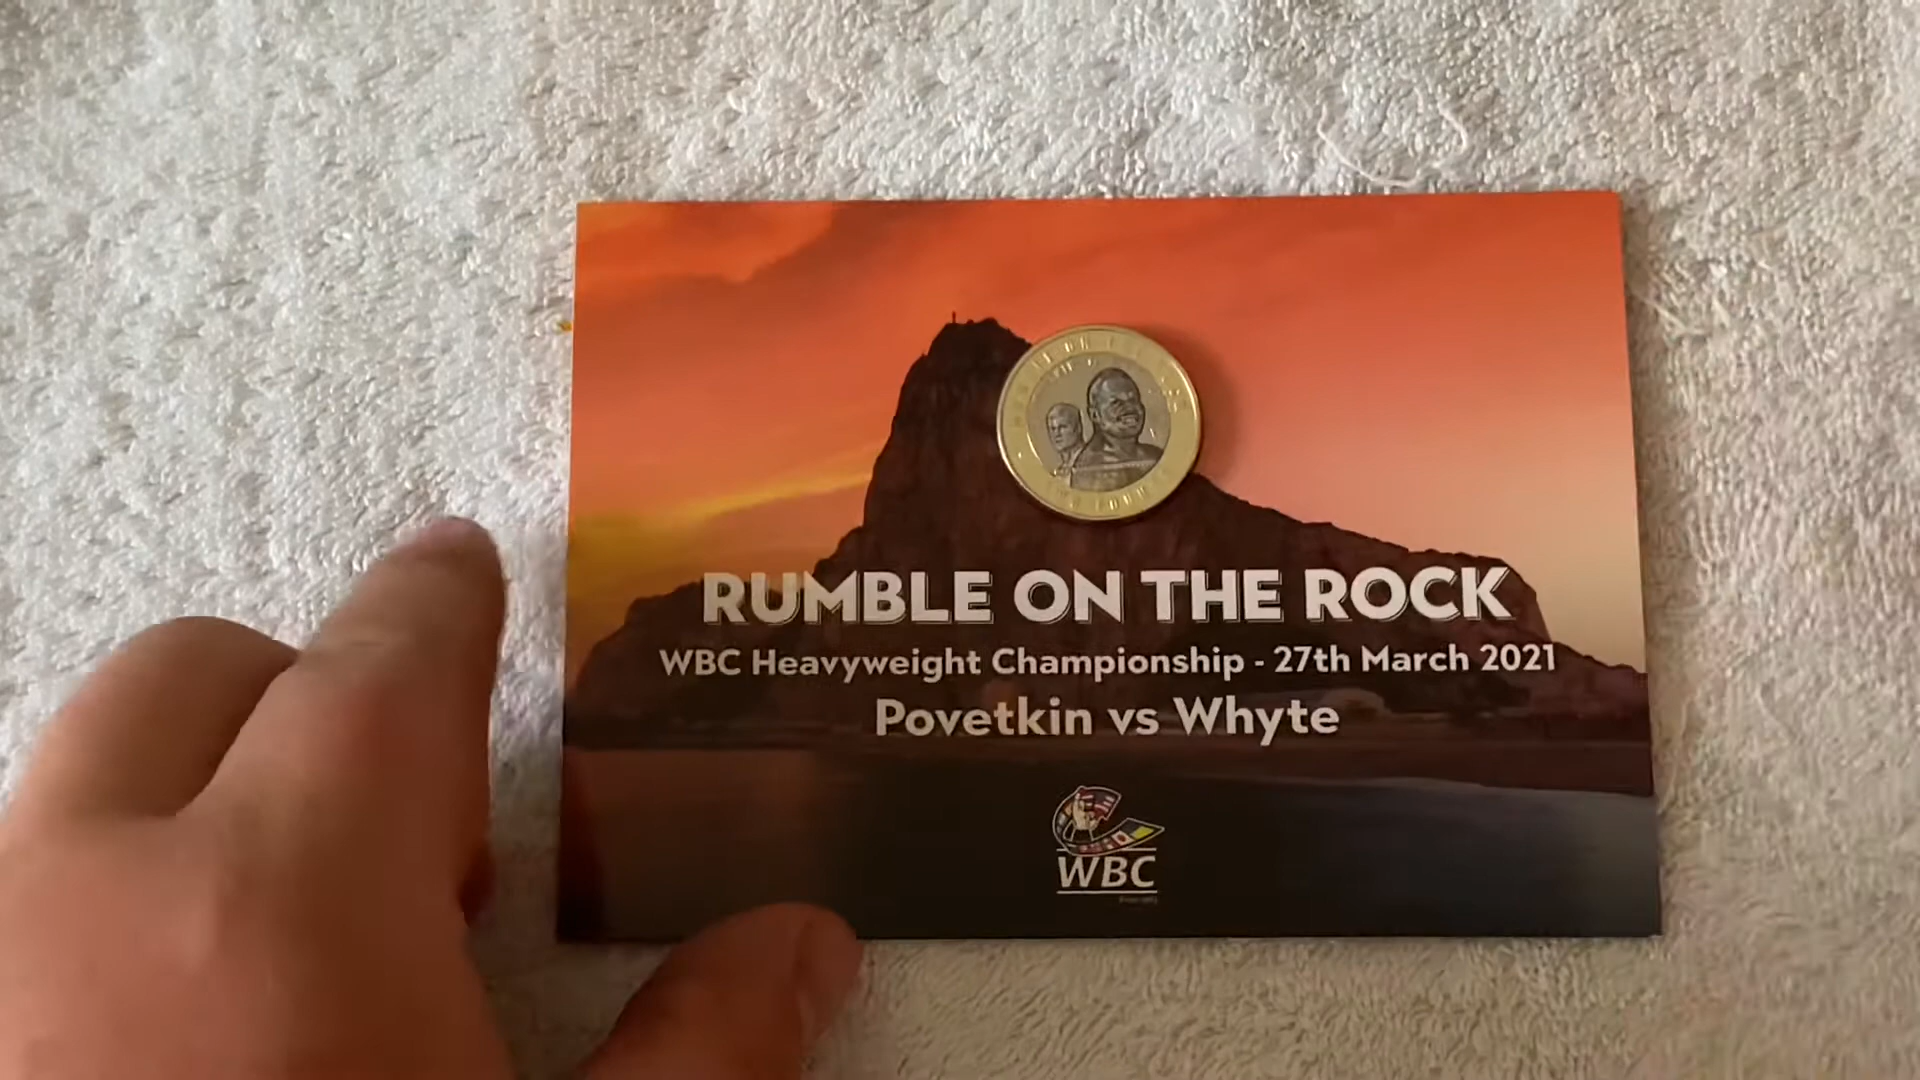 RUMBLE ON THE ROCK
WBC Heavyweight Championship - 27th March 2021
Povetkin vs Whyte
WBC